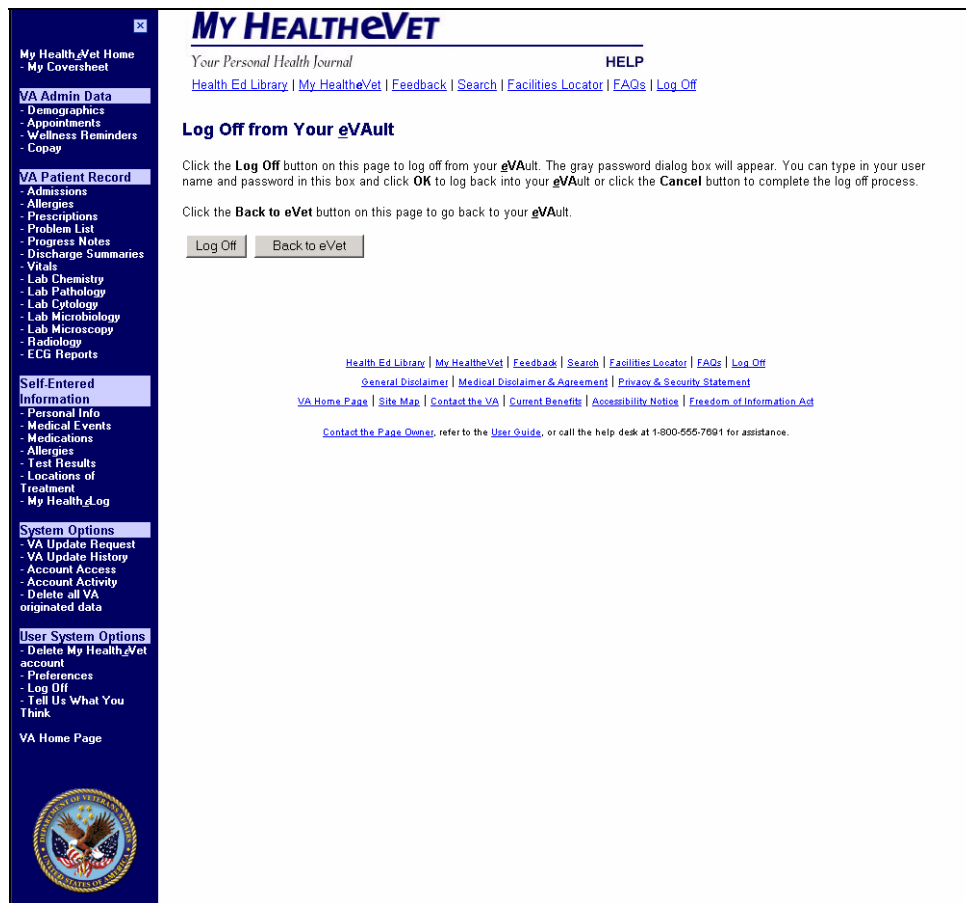 My HealtheVet Home
- My Coversheet
VA Admin Data
- Demographics
- Appointments
- Wellness Reminders
- Copay
VA Patient Record
- Admissions
- Allergies
- Prescriptions
- Problem List
- Progress Notes
- Discharge Summaries
- Vitals
- Lab Chemistry
- Lab Pathology
- Lab Cytology
- Lab Microbiology
- Lab Microscopy
- Radiology
- ECG Reports
Self-Entered
Information
- Personal Info
- Medical Events
- Medications
- Allergies
- Test Results
- Locations of
Treatment
- My HealtheLog
System Options
- VA Update Request
- VA Update History
- Account Access
- Account Activity
- Delete all VA
originated data
User System Options
- Delete My HealtheVet
account
- Preferences
- Log Off
- Tell Us What You
Think
VA Home Page
DEPARTMENT OF VETERANS AFFAIRS
UNITED STATES OF AMERICA
MY HEALTHeVET
Your Personal Health Journal HELP
Health Ed Library | My HealtheVet | Feedback | Search | Facilities Locator | FAQs | Log Off
Log Off from Your eVAult
Click the Log Off button on this page to log off from your eVAult. The gray password dialog box will appear. You can type in your user
name and password in this box and click OK to log back into your eVAult or click the Cancel button to complete the log off process.
Click the Back to eVet button on this page to go back to your eVAult.
Log Off Back to eVet
Health Ed Library | My HealtheVet | Feedback | Search | Facilities Locator | FAQs | Log Off
General Disclaimer | Medical Disclaimer & Agreement | Privacy & Security Statement
VA Home Page | Site Map | Contact the VA | Current Benefits | Accessibility Notice | Freedom of Information Act
Contact the Page Owner, refer to the User Guide, or call the help desk at 1-800-555-7691 for assistance.